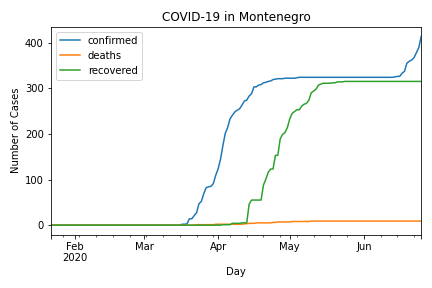 COVID-19 in Montenegro
confirmed
deaths
recovered
Number of Cases
400
300
200
100
0
Feb
2020
Mar
Apr
May
Jun
Day